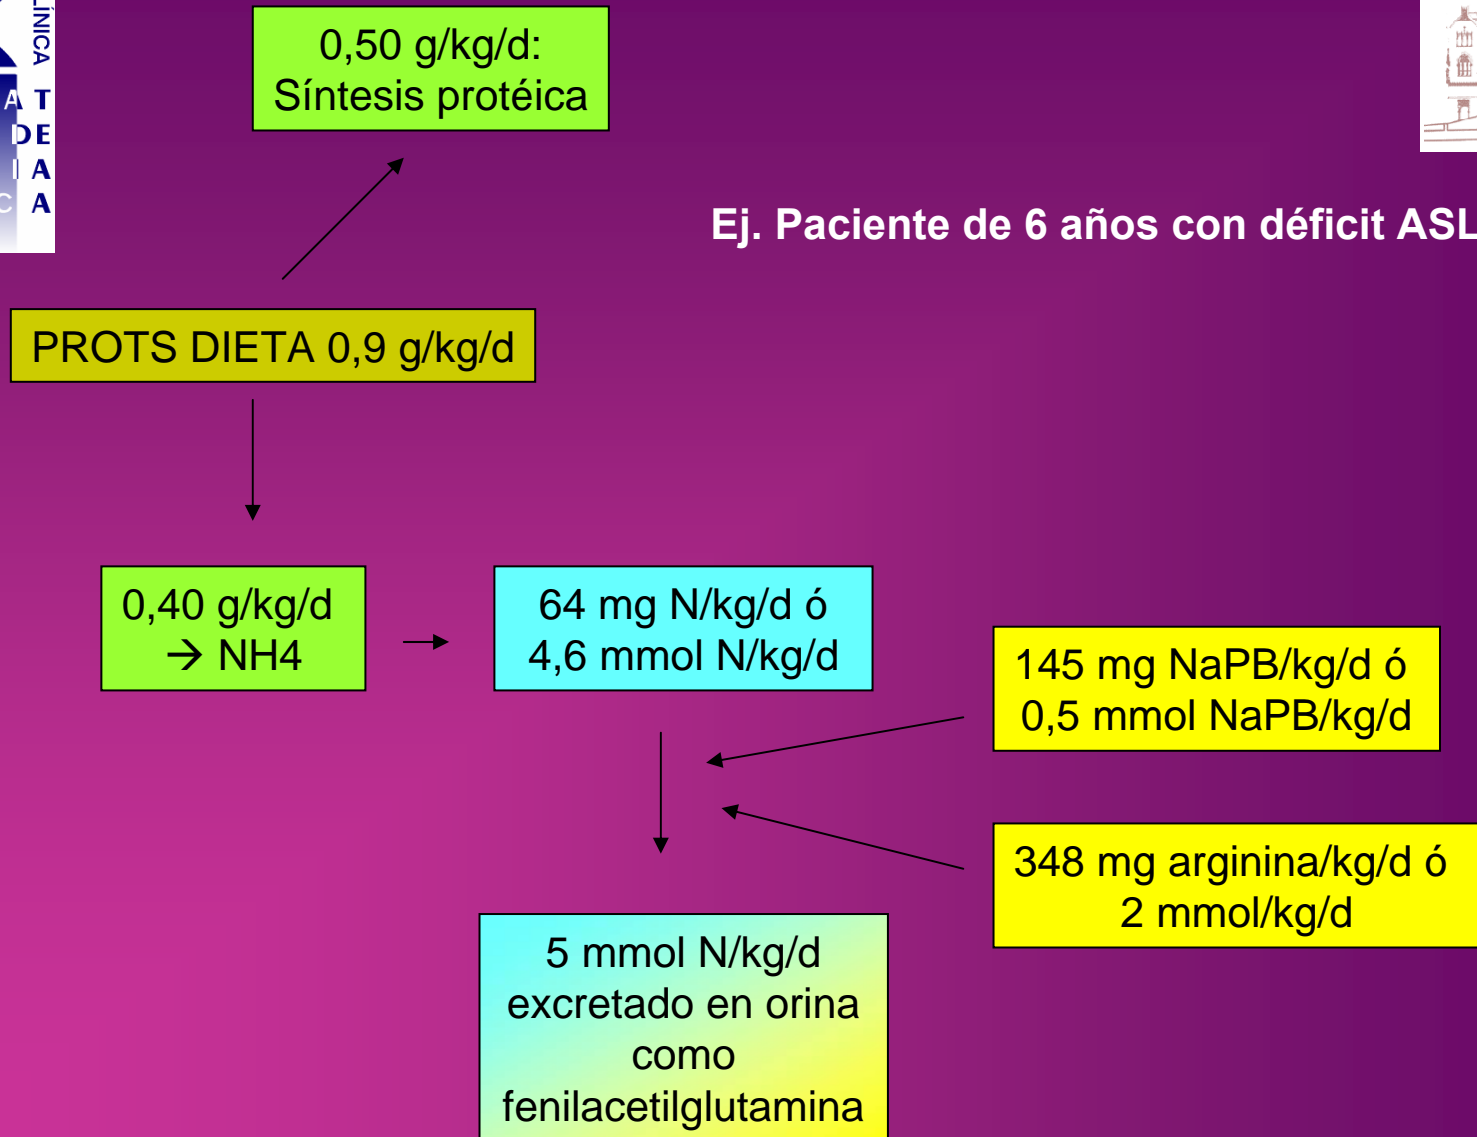 ÍNICA
A T
DE
I A
C A
0,50 g/kg/d:
Síntesis protéica
Ej. Paciente de 6 años con déficit ASL
PROTS DIETA 0,9 g/kg/d
0,40 g/kg/d
→ NH4
64 mg N/kg/d ó
4,6 mmol N/kg/d
145 mg NaPB/kg/d ó
0,5 mmol NaPB/kg/d
348 mg arginina/kg/d ó
2 mmol/kg/d
5 mmol N/kg/d
excretado en orina
como
fenilacetilglutamina